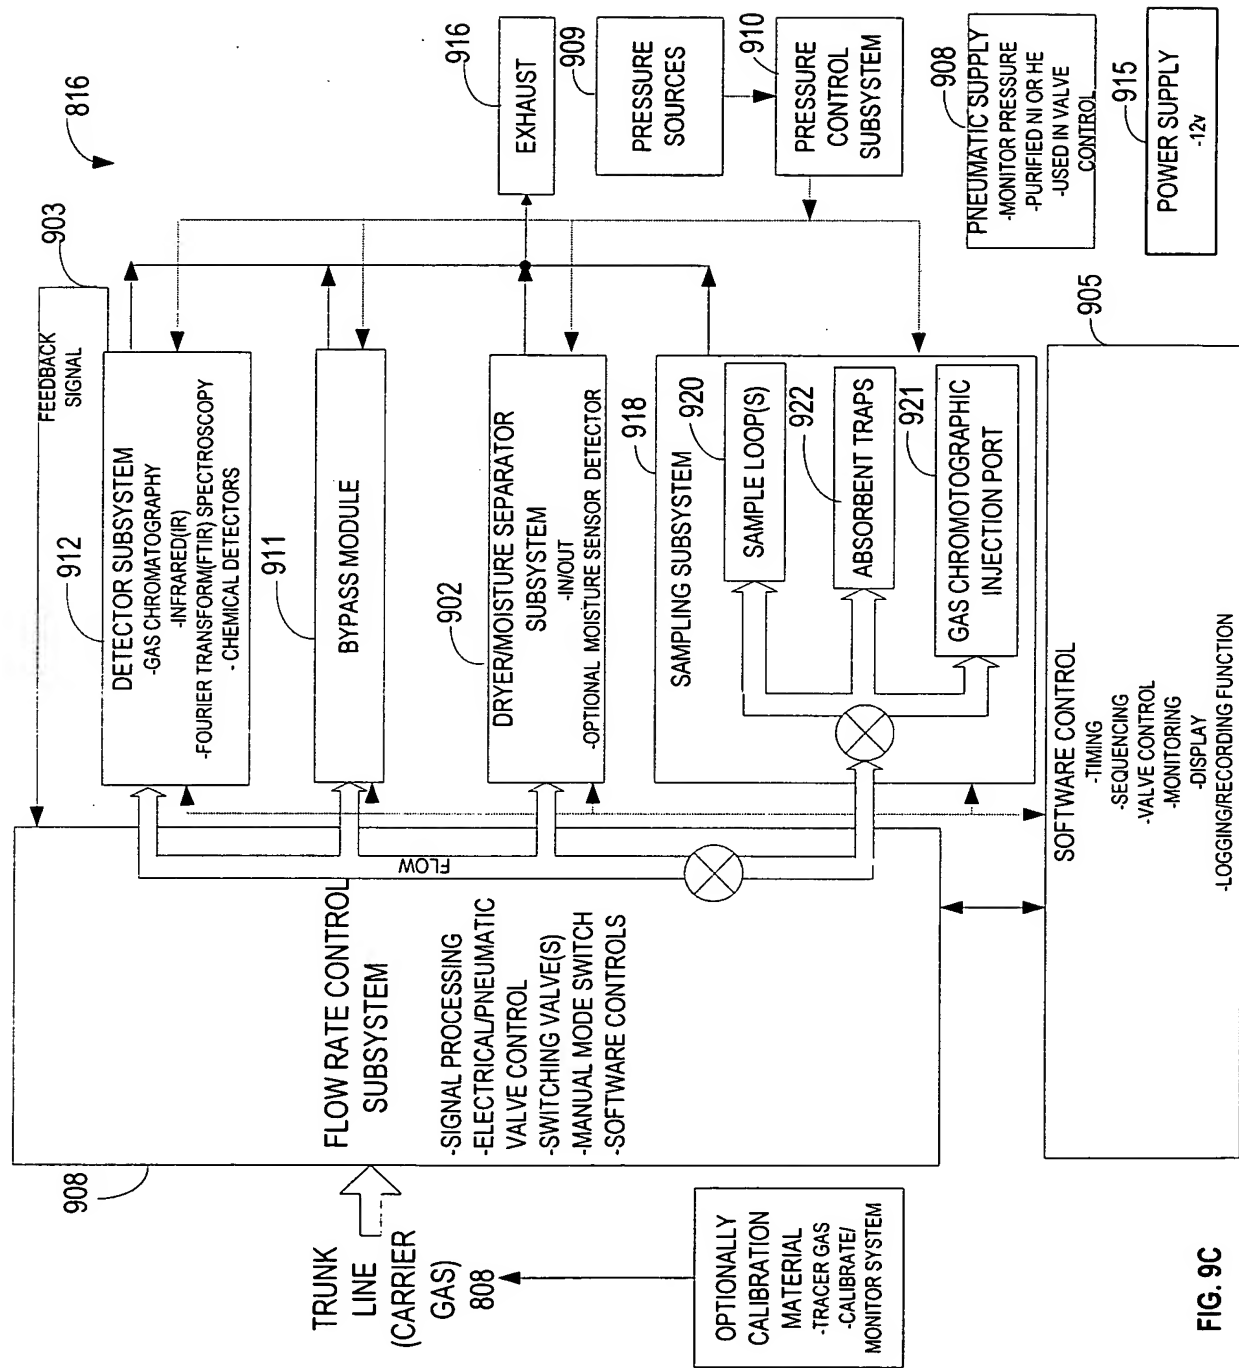 816
903
FEEDBACK
SIGNAL
912
DETECTOR SUBSYSTEM
-GAS CHROMATOGRAPHY
-INFRARED(IR)
-FOURIER TRANSFORM(FTIR) SPECTROSCOPY
- CHEMICAL DETECTORS
911
BYPASS MODULE
902
DRYER/MOISTURE SEPARATOR
SUBSYSTEM
-IN/OUT
-OPTIONAL MOISTURE SENSOR DETECTOR
918
SAMPLING SUBSYSTEM
920
SAMPLE LOOP(S)
922
ABSORBENT TRAPS
921
GAS CHROMOTOGRAPHIC
INJECTION PORT
916
EXHAUST
909
PRESSURE
SOURCES
910
PRESSURE
CONTROL
SUBSYSTEM
908
PNEUMATIC SUPPLY
-MONITOR PRESSURE
-PURIFIED NI OR HE
-USED IN VALVE
CONTROL
915
POWER SUPPLY
-12v
905
SOFTWARE CONTROL
-TIMING
-SEQUENCING
-VALVE CONTROL
-MONITORING
-DISPLAY
-LOGGING/RECORDING FUNCTION
908
FLOW RATE CONTROL
SUBSYSTEM
-SIGNAL PROCESSING
-ELECTRICAL/PNEUMATIC
VALVE CONTROL
-SWITCHING VALVE(S)
-MANUAL MODE SWITCH
-SOFTWARE CONTROLS
FLOW
TRUNK
LINE
(CARRIER
GAS)
808
OPTIONALLY
CALIBRATION
MATERIAL
-TRACER GAS
-CALIBRATE/
MONITOR SYSTEM
FIG. 9C